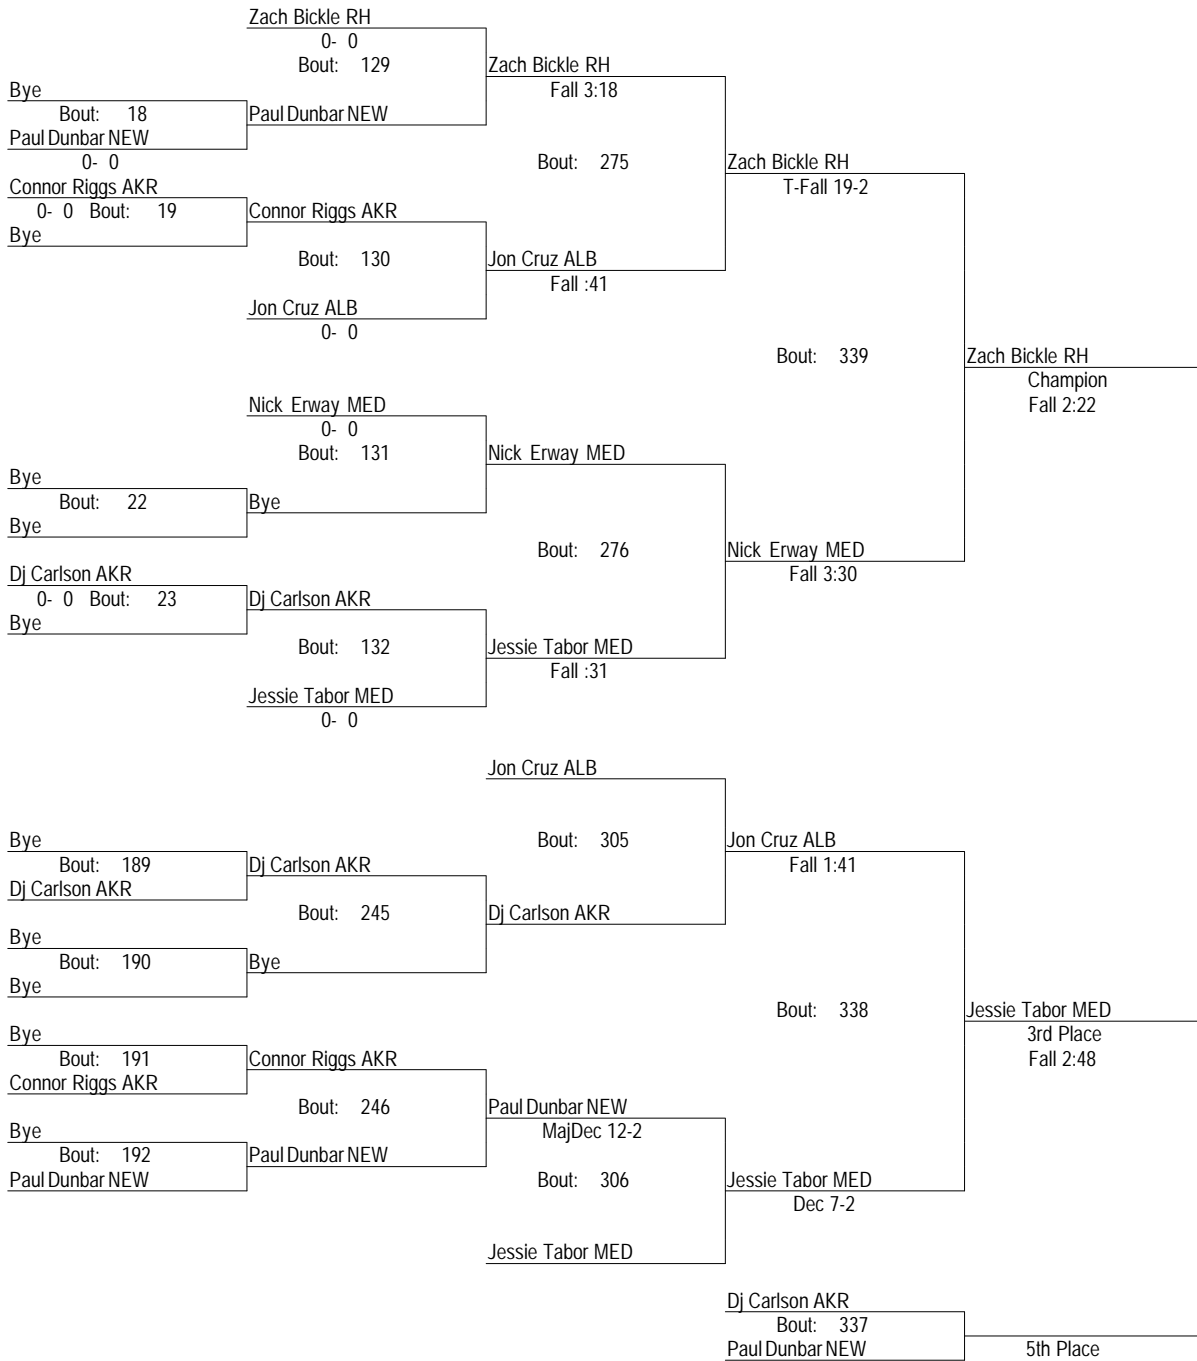 Zach Bickle RH
0- 0
Bout: 129
Zach Bickle RH
Fall 3:18
Bye
Bout: 18
Paul Dunbar NEW
Paul Dunbar NEW
0- 0
Bout: 275
Zach Bickle RH
T-Fall 19-2
Connor Riggs AKR
0- 0 Bout: 19
Connor Riggs AKR
Bye
Bout: 130
Jon Cruz ALB
Fall :41
Jon Cruz ALB
0- 0
Bout: 339
Zach Bickle RH
Champion
Fall 2:22
Nick Erway MED
0- 0
Bout: 131
Nick Erway MED
Bye
Bout: 22
Bye
Bye
Bout: 276
Nick Erway MED
Fall 3:30
Dj Carlson AKR
0- 0 Bout: 23
Dj Carlson AKR
Bye
Bout: 132
Jessie Tabor MED
Fall :31
Jessie Tabor MED
0- 0
Jon Cruz ALB
Bout: 305
Jon Cruz ALB
Fall 1:41
Bye
Bout: 189
Dj Carlson AKR
Dj Carlson AKR
Bout: 245
Dj Carlson AKR
Bye
Bout: 190
Bye
Bye
Bout: 338
Jessie Tabor MED
3rd Place
Fall 2:48
Bye
Bout: 191
Connor Riggs AKR
Connor Riggs AKR
Bout: 246
Paul Dunbar NEW
MajDec 12-2
Bye
Bout: 192
Paul Dunbar NEW
Paul Dunbar NEW
Bout: 306
Jessie Tabor MED
Dec 7-2
Jessie Tabor MED
Dj Carlson AKR
Bout: 337
Paul Dunbar NEW
5th Place